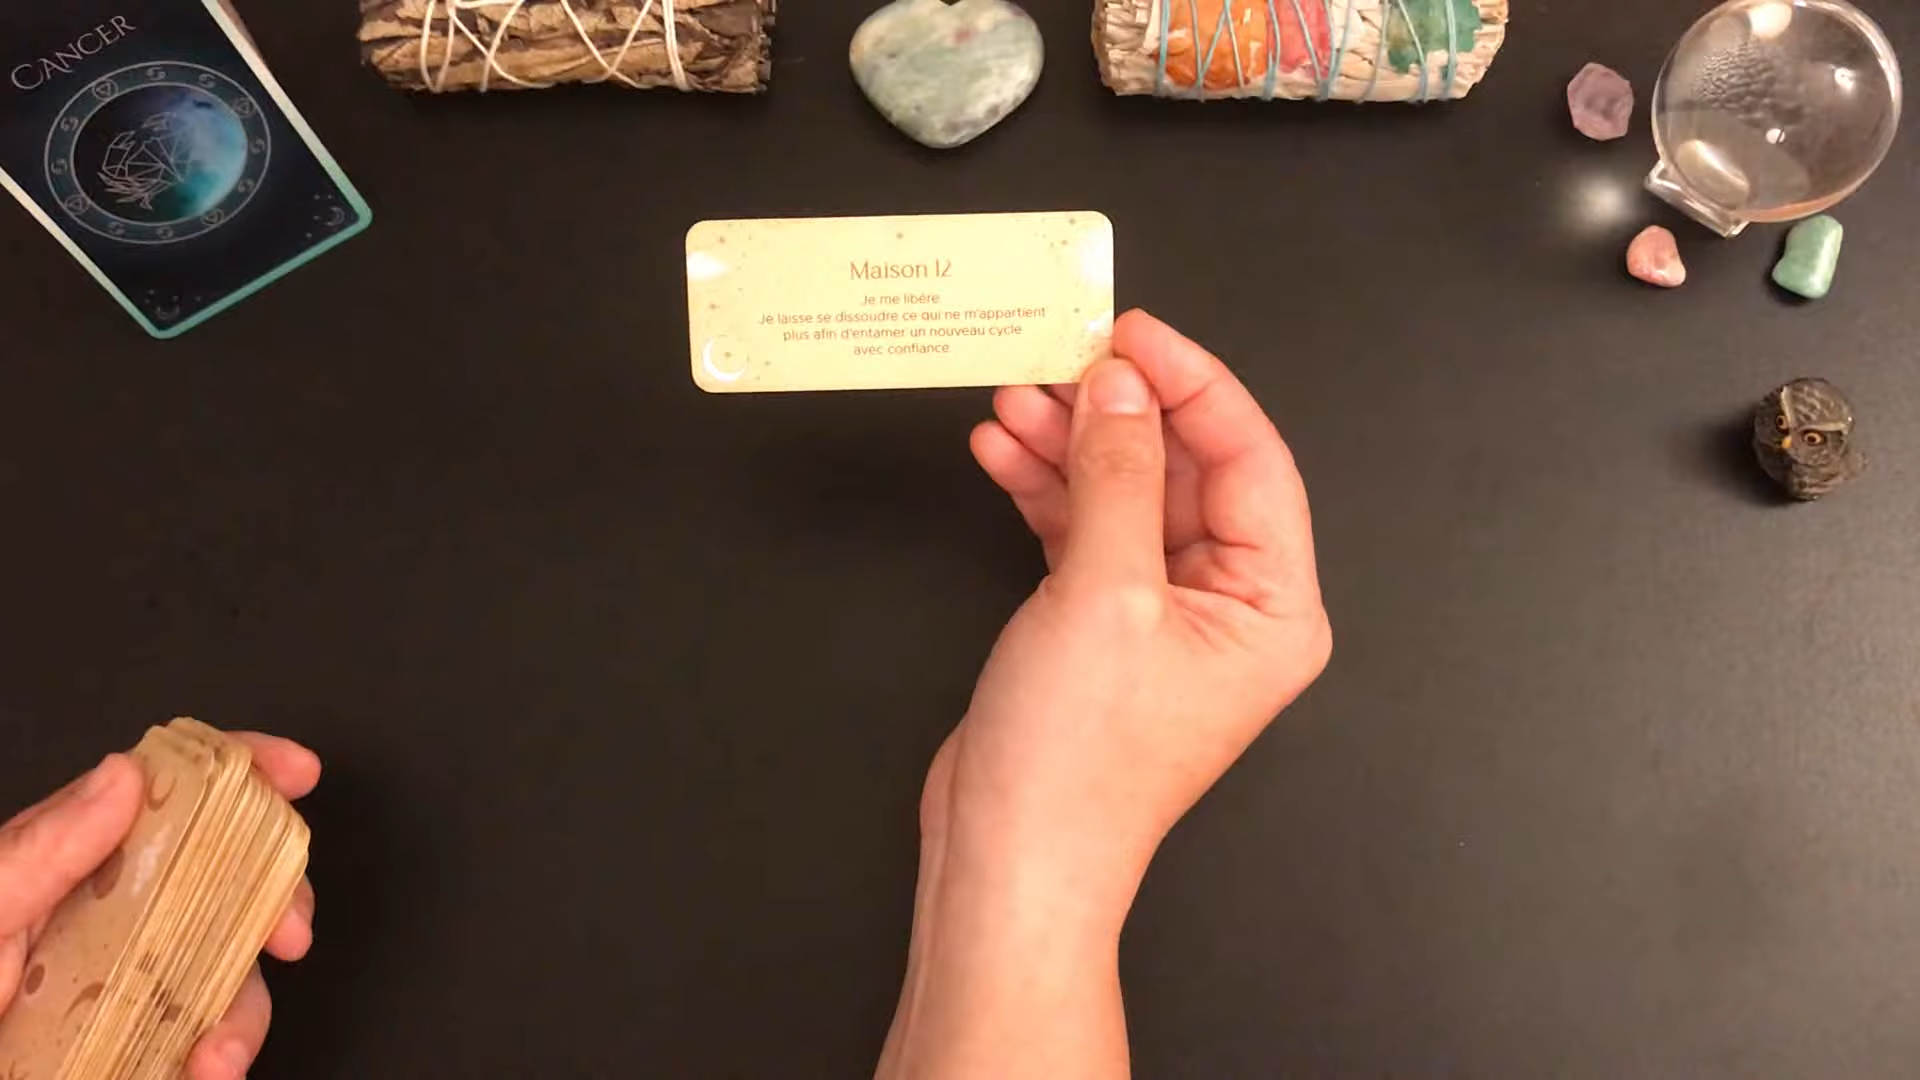 CANCER
Maison 12
Je me libère.
Je laisse se dissoudre ce qui ne m'appartient
plus afin d'entamer un nouveau cycle
avec confiance.